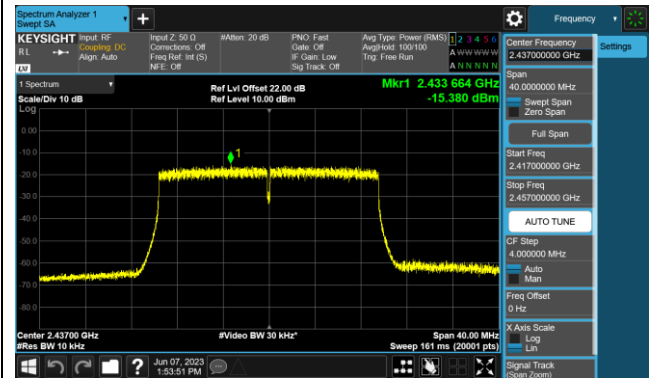 Spectrum Analyzer 1
Swept SA
Frequency
KEYSIGHT Input: RF Input Z: 50 Ω #Atten: 20 dB PNO: Fast Avg Type: Power (RMS) 1 2 3 4 5 6
RL Coupling: DC Corrections: Off Gate: Off Avg|Hold: 100/100 A W W W W W
Align: Auto Freq Ref: Int (S) IF Gain: Low Trig: Free Run
NFE: Off Sig Track: Off A N N N N N
LXI
1 Spectrum
Ref Lvl Offset 22.00 dB
Mkr1 2.433 664 GHz
Scale/Div 10 dB
Ref Level 10.00 dBm
-15.380 dBm
Log
0.00
-10.0
-20.0
-30.0
-40.0
-50.0
-60.0
-70.0
-80.0
1
Center 2.43700 GHz
#Video BW 30 kHz*
Span 40.00 MHz
#Res BW 10 kHz
Sweep 161 ms (20001 pts)
Jun 07, 2023
1:53:51 PM
Center Frequency
2.437000000 GHz
Settings
Span
40.0000000 MHz
Swept Span
Zero Span
Full Span
Start Freq
2.417000000 GHz
Stop Freq
2.457000000 GHz
AUTO TUNE
CF Step
4.000000 MHz
Auto
Man
Freq Offset
0 Hz
X Axis Scale
Log
Lin
Signal Track
(Span Zoom)